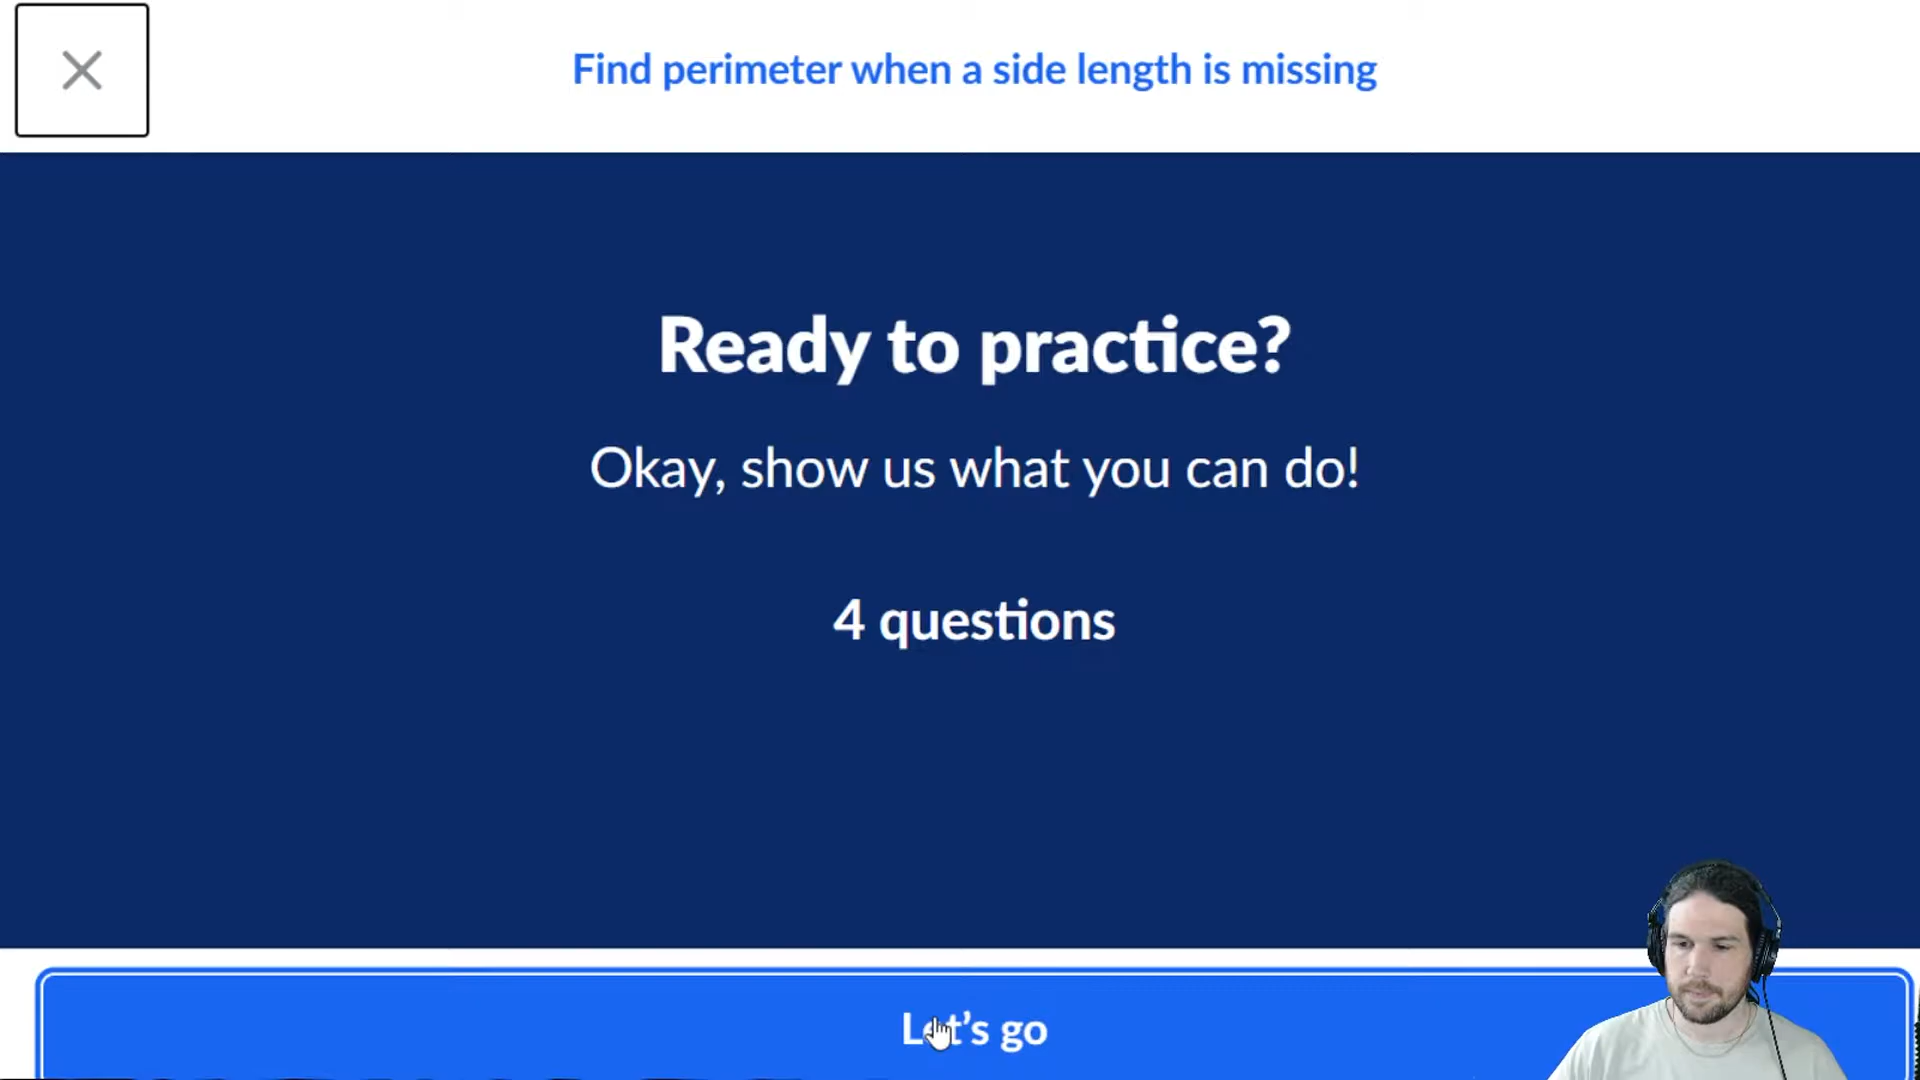 Find perimeter when a side length is missing
Ready to practice?
Okay, show us what you can do!
4 questions
Let's go